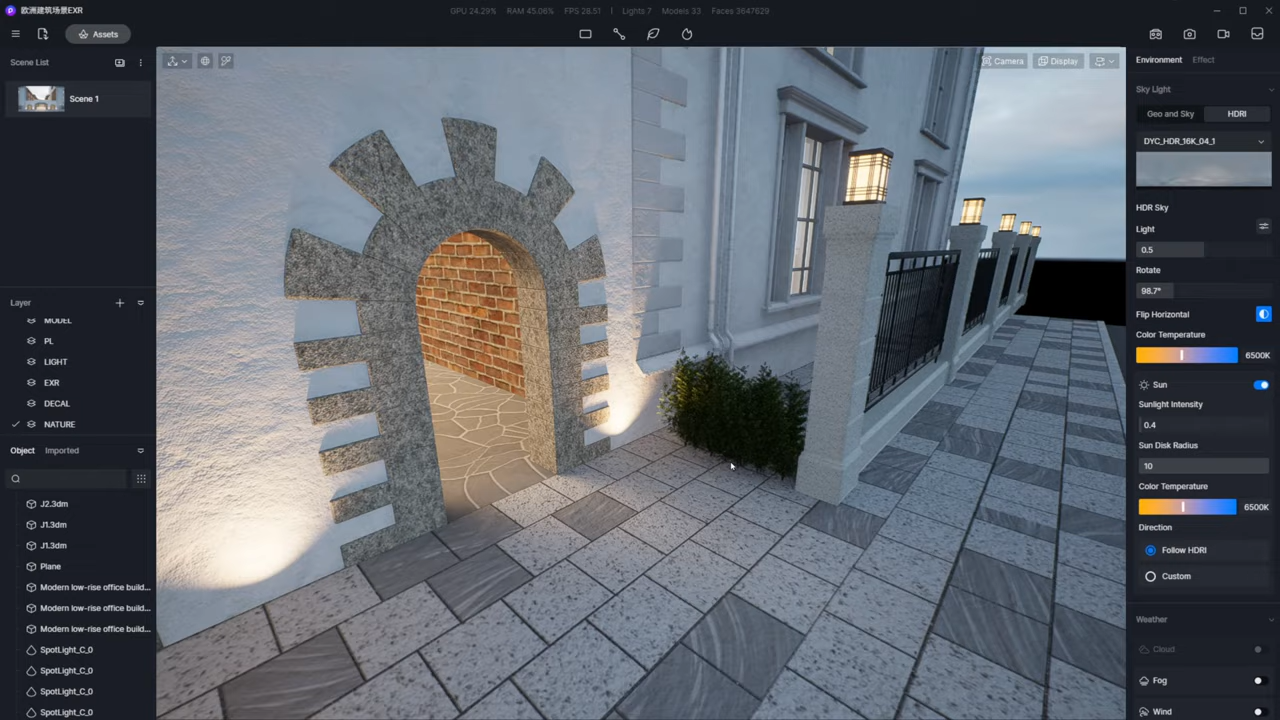 欧洲建筑场景EXR
GPU 24.29% RAM 45.06% FPS 28.51 | Lights 7 Models 33 Faces 3647629
Assets
Scene List
Scene 1
Layer
MODEL
PL
LIGHT
EXR
DECAL
NATURE
Object Imported
J2.3dm
J1.3dm
J1.3dm
Plane
Modern low-rise office build...
Modern low-rise office build...
Modern low-rise office build...
SpotLight_C_0
SpotLight_C_0
SpotLight_C_0
SpotLight_C_0
Camera Display
Environment Effect
Sky Light
Geo and Sky HDRI
DYC_HDR_16K_04_1
HDR Sky
Light
0.5
Rotate
98.7°
Flip Horizontal
Color Temperature
6500K
Sun
Sunlight Intensity
0.4
Sun Disk Radius
10
Color Temperature
6500K
Direction
Follow HDRI
Custom
Weather
Cloud
Fog
Wind